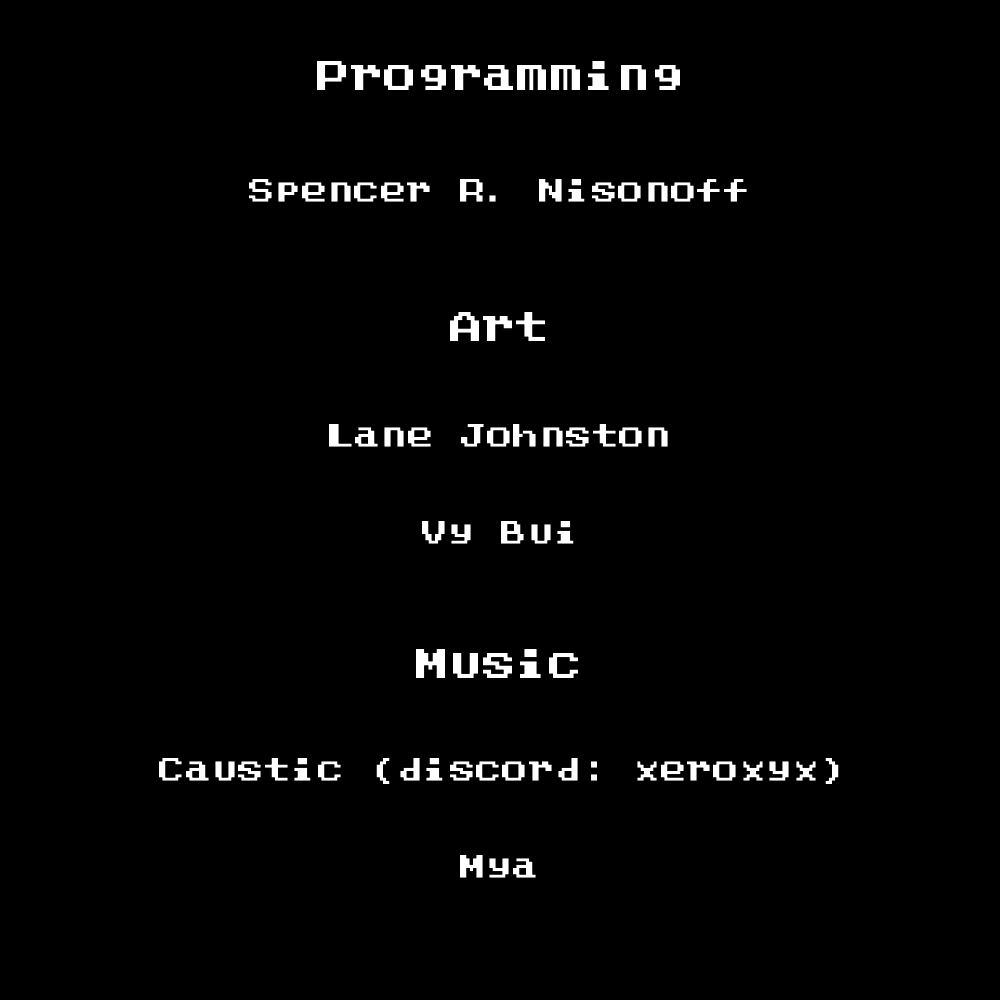 Programming
Spencer R. Nisonoff
Art
Lane Johnston
Vy Bui
Music
Caustic (discord: xeroxyx)
Mya